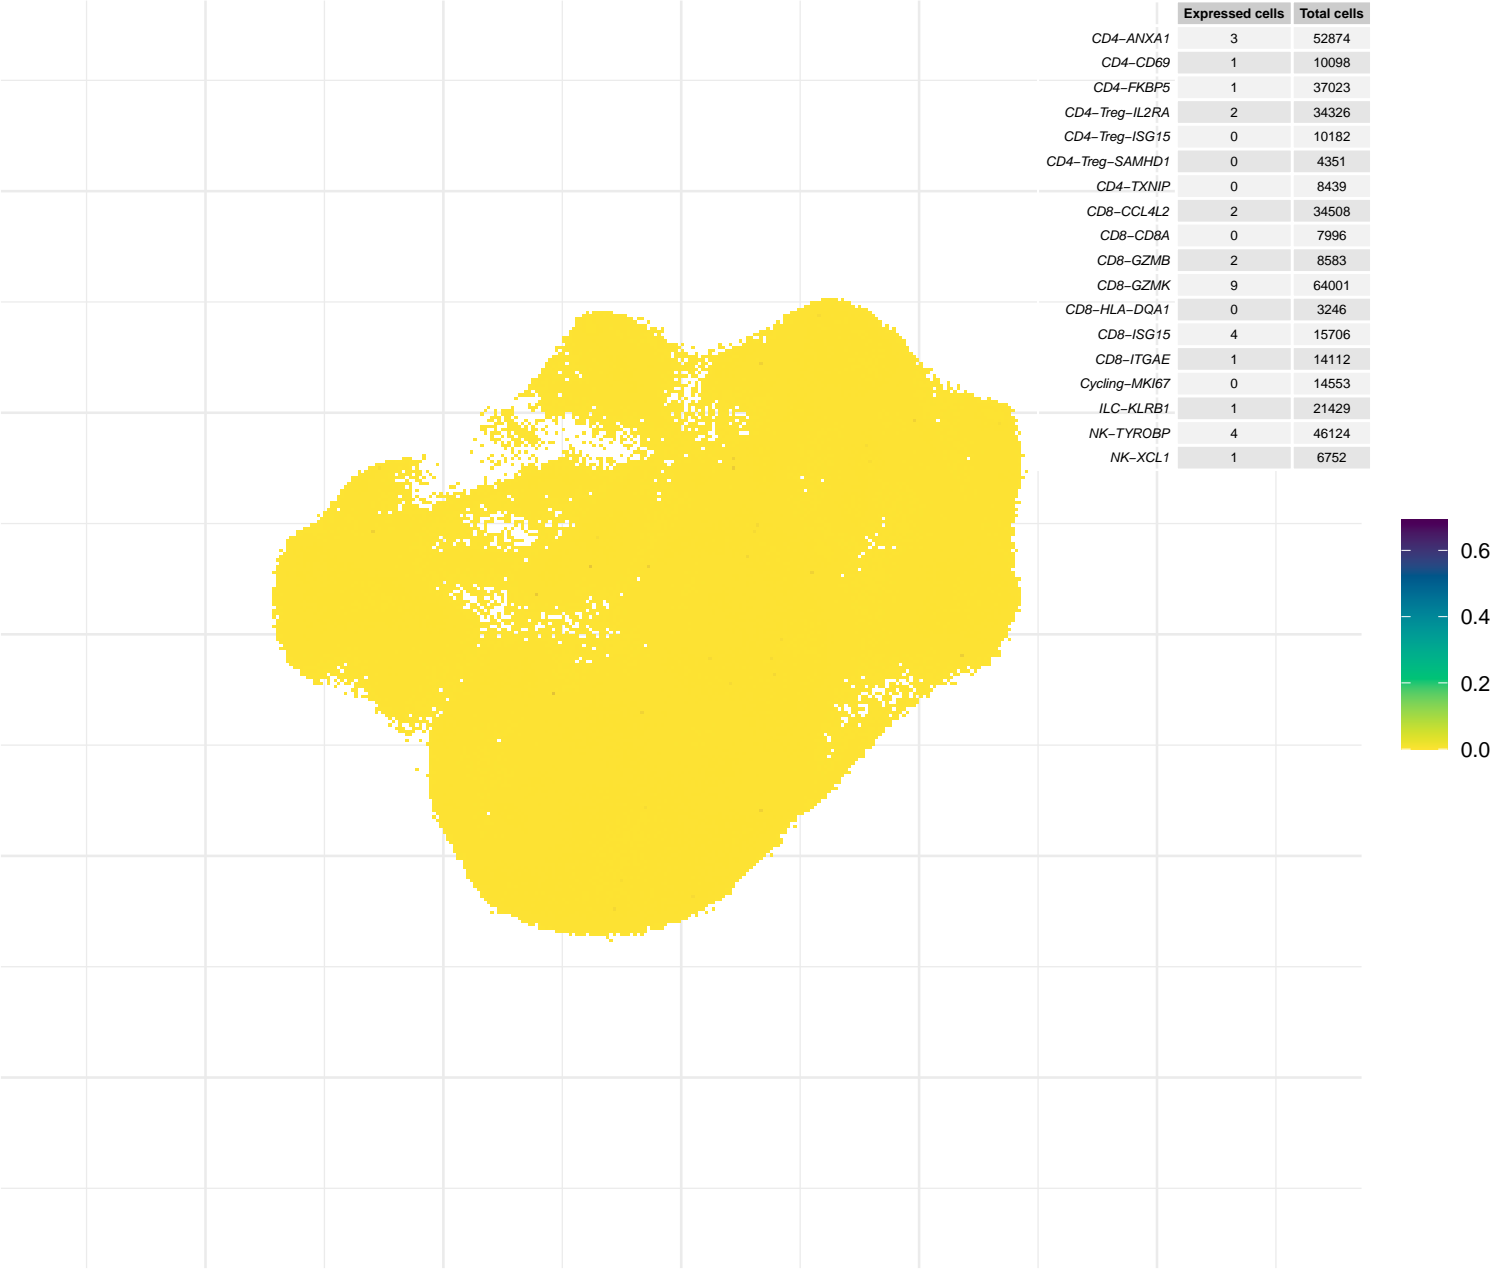 Expressed cells Total cells
CD4−ANXA1 3 52874
CD4−CD69 1 10098
CD4−FKBP5 1 37023
CD4−Treg−IL2RA 2 34326
CD4−Treg−ISG15 0 10182
CD4−Treg−SAMHD1 0 4351
CD4−TXNIP 0 8439
CD8−CCL4L2 2 34508
CD8−CD8A 0 7996
CD8−GZMB 2 8583
CD8−GZMK 9 64001
CD8−HLA−DQA1 0 3246
CD8−ISG15 4 15706
CD8−ITGAE 1 14112
Cycling−MKI67 0 14553
ILC−KLRB1 1 21429
NK−TYROBP 4 46124
NK−XCL1 1 6752
0.6
0.4
0.2
0.0